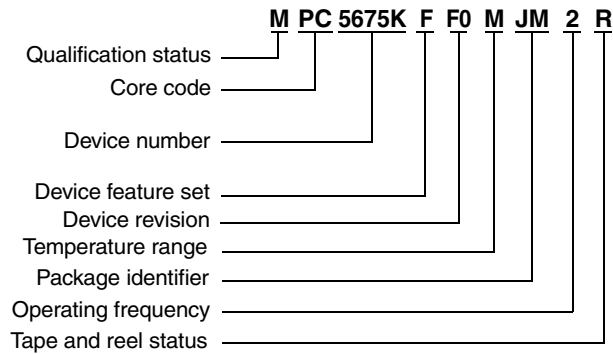 M PC 5675K F F0 M JM 2 R
Qualification status
Core code
Device number
Device feature set
Device revision
Temperature range
Package identifier
Operating frequency
Tape and reel status